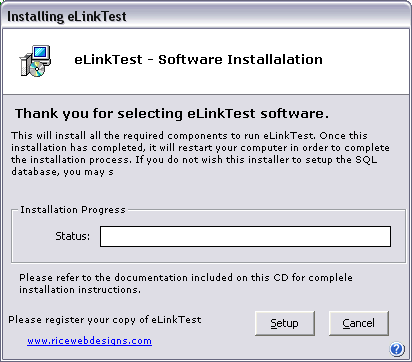 Installing eLinkTest
eLinkTest - Software Installalation
Thank you for selecting eLinkTest software.
This will install all the required components to run eLinkTest. Once this
installation has completed, it will restart your computer in order to complete
the installation process. If you do not wish this installer to setup the SQL
database, you may s
Installation Progress
Status:
Please refer to the documentation included on this CD for complele
installation instructions.
Please register your copy of eLinkTest
www.ricewebdesigns.com
Setup
Cancel
?